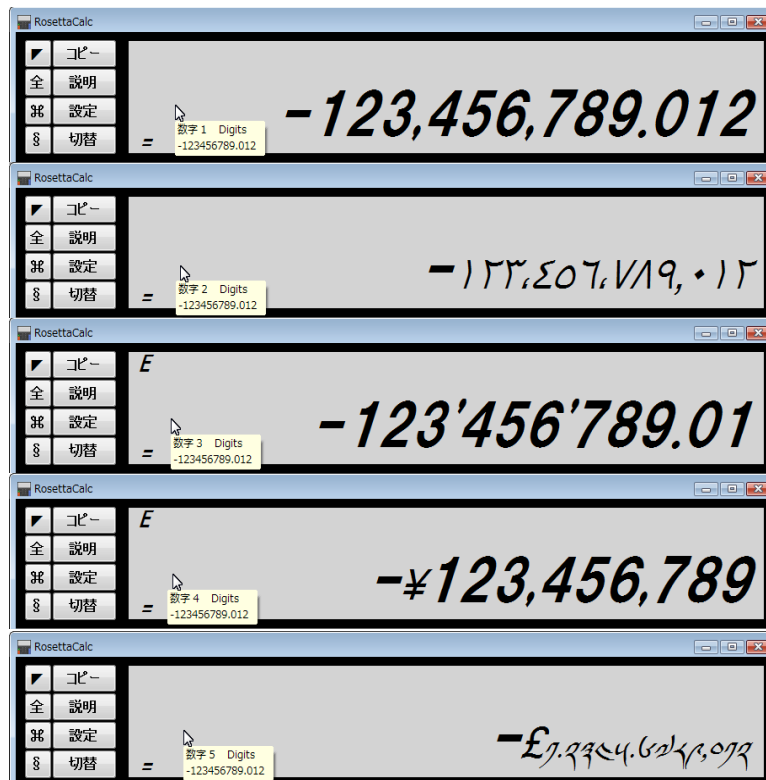 RosettaCalc
◤ コピー
全 説明
⌘ 設定
§ 切替
=
-123,456,789.012
数字 1 Digits
-123456789.012
RosettaCalc
◤ コピー
全 説明
⌘ 設定
§ 切替
=
-١٢٣،٤٥٦،٧٨٩,٠١٢
数字 2 Digits
-123456789.012
RosettaCalc
◤ コピー
全 説明
⌘ 設定
§ 切替
E
=
-123'456'789.01
数字 3 Digits
-123456789.012
RosettaCalc
◤ コピー
全 説明
⌘ 設定
§ 切替
E
=
-¥123,456,789
数字 4 Digits
-123456789.012
RosettaCalc
◤ コピー
全 説明
⌘ 設定
§ 切替
=
-£༡.༢༣༤༥.༦༧༨༩,༠༡༢
数字 5 Digits
-123456789.012